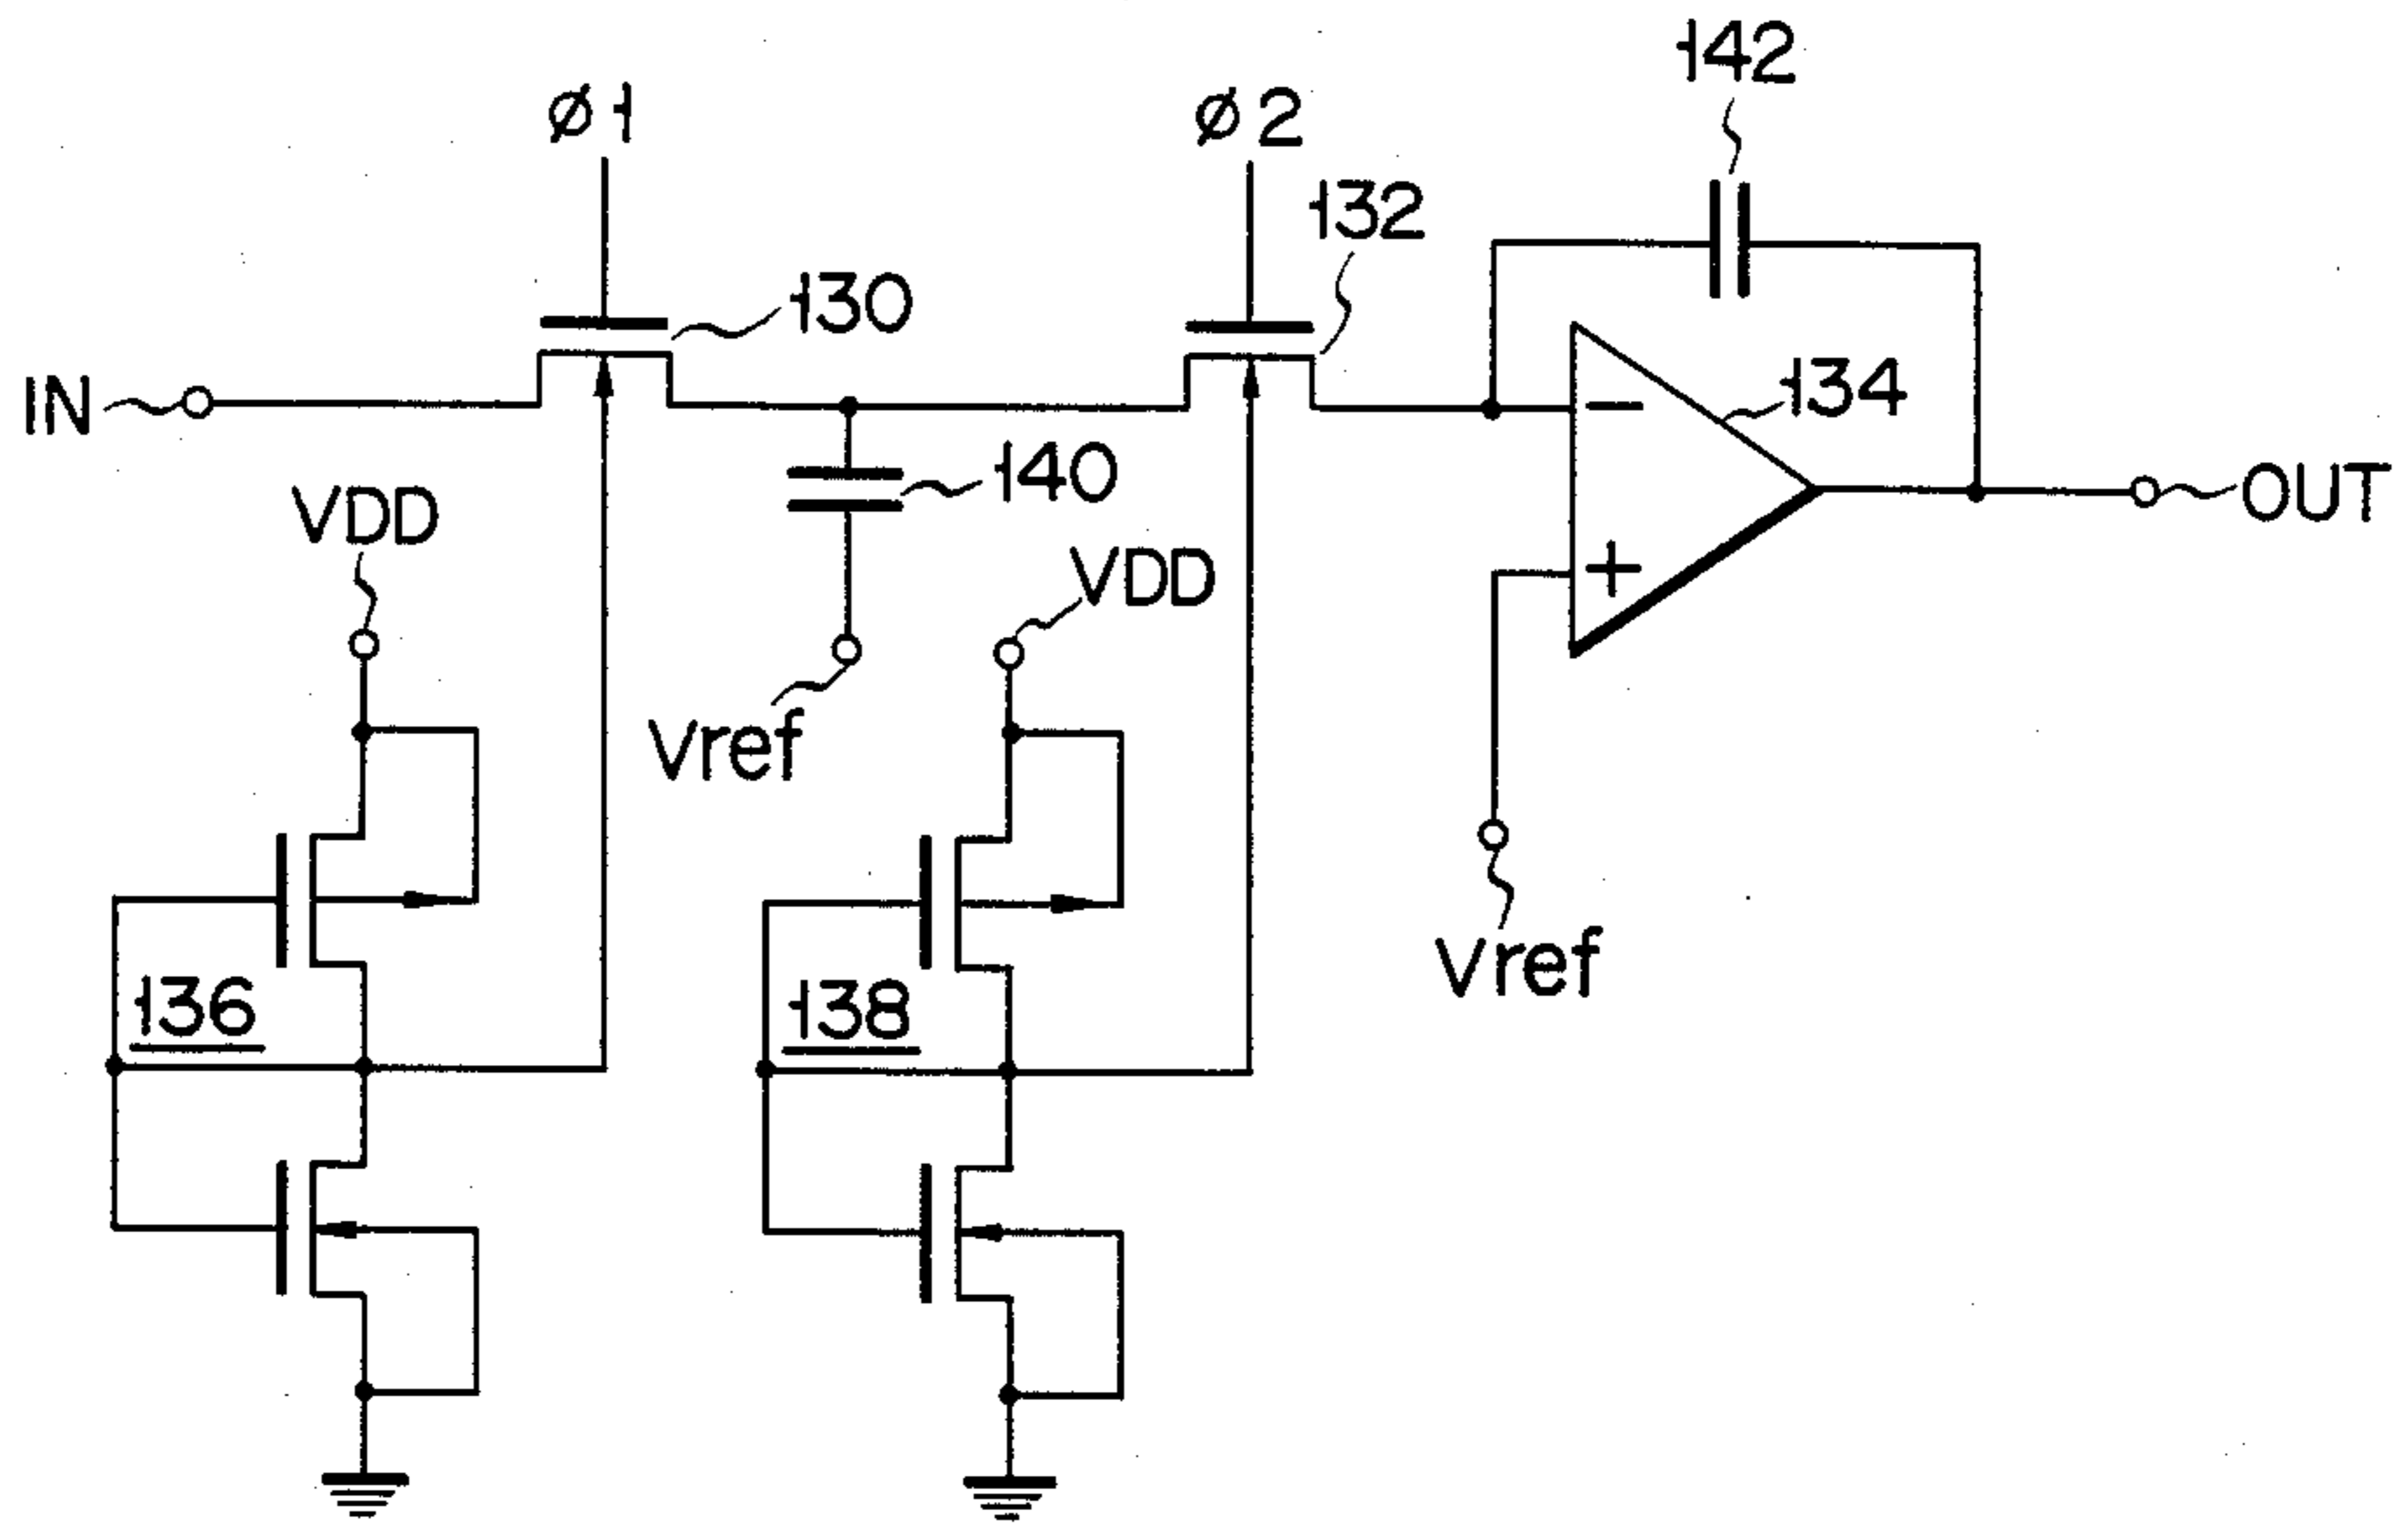 142
ø1
ø2
132
130
134
IN
140
VDD
OUT
VDD
Vref
Vref
136
138
−
+